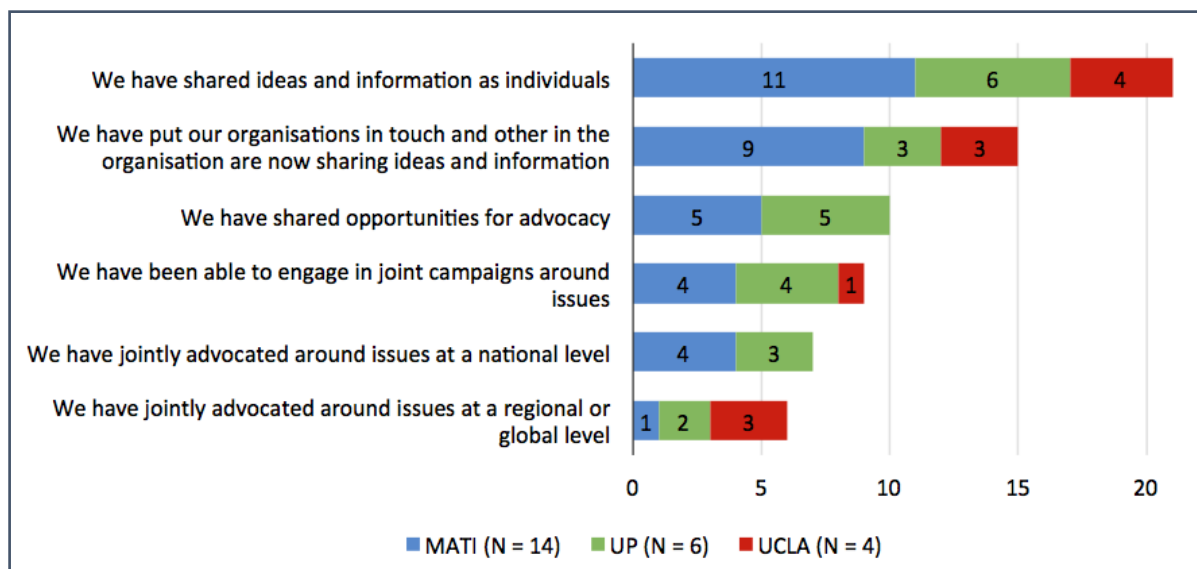 We have shared ideas and information as individuals
11 6 4
We have put our organisations in touch and other in the
organisation are now sharing ideas and information
9 3 3
We have shared opportunities for advocacy
5 5
We have been able to engage in joint campaigns around
issues
4 4 1
We have jointly advocated around issues at a national level
4 3
We have jointly advocated around issues at a regional or
global level
1 2 3
0 5 10 15 20
MATI (N = 14) UP (N = 6) UCLA (N = 4)